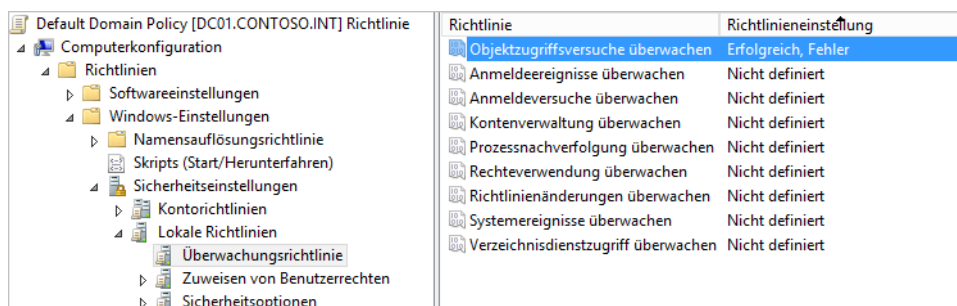 Default Domain Policy [DC01.CONTOSO.INT] Richtlinie
Computerkonfiguration
Richtlinien
Softwareeinstellungen
Windows-Einstellungen
Namensauflösungsrichtlinie
Skripts (Start/Herunterfahren)
Sicherheitseinstellungen
Kontorichtlinien
Lokale Richtlinien
Überwachungsrichtlinie
Zuweisen von Benutzerrechten
Sicherheitsoptionen
Richtlinie Richtlinieneinstellung
Objektzugriffsversuche überwachen Erfolgreich, Fehler
Anmeldeereignisse überwachen Nicht definiert
Anmeldeversuche überwachen Nicht definiert
Kontenverwaltung überwachen Nicht definiert
Prozessnachverfolgung überwachen Nicht definiert
Rechteverwendung überwachen Nicht definiert
Richtlinienänderungen überwachen Nicht definiert
Systemereignisse überwachen Nicht definiert
Verzeichnisdienstzugriff überwachen Nicht definiert